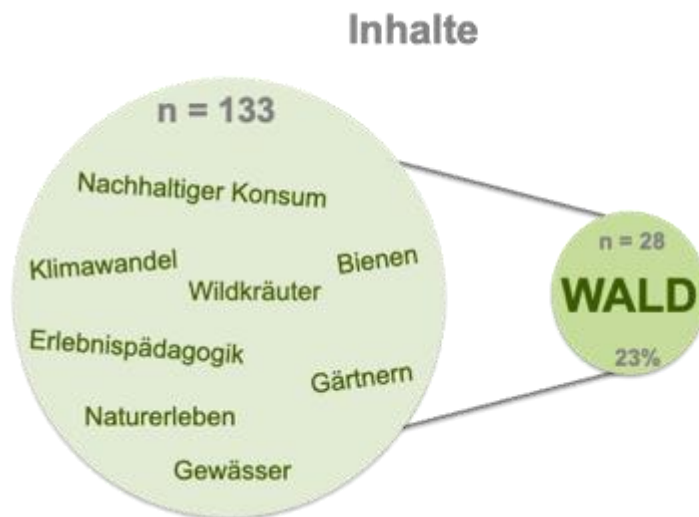 Inhalte
n = 133
Nachhaltiger Konsum
Klimawandel
Bienen
Wildkräuter
Erlebnispädagogik
Gärtnern
Naturerleben
Gewässer
n = 28
WALD
23%